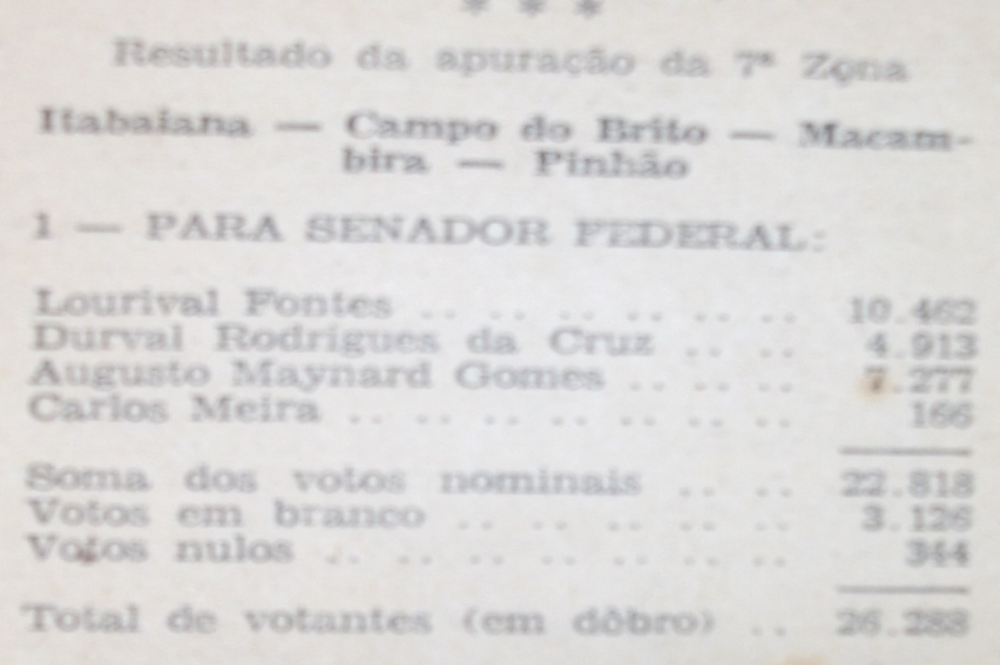 * * *
Resultado da apuração da 7ª Zona
Itabaiana — Campo do Brito — Macam-
bira — Pinhão
1 — PARA SENADOR FEDERAL:
Lourival Fontes .. .. .. .. .. .. 10.462
Durval Rodrigues da Cruz .. .. 4.913
Augusto Maynard Gomes .. .. .. 7.277
Carlos Meira .. .. .. .. .. .. .. 166
Soma dos votos nominais .. .. 22.818
Votos em branco .. .. .. .. .. 3.126
Votos nulos .. .. .. .. .. .. .. 344
Total de votantes (em dôbro) .. 26.288